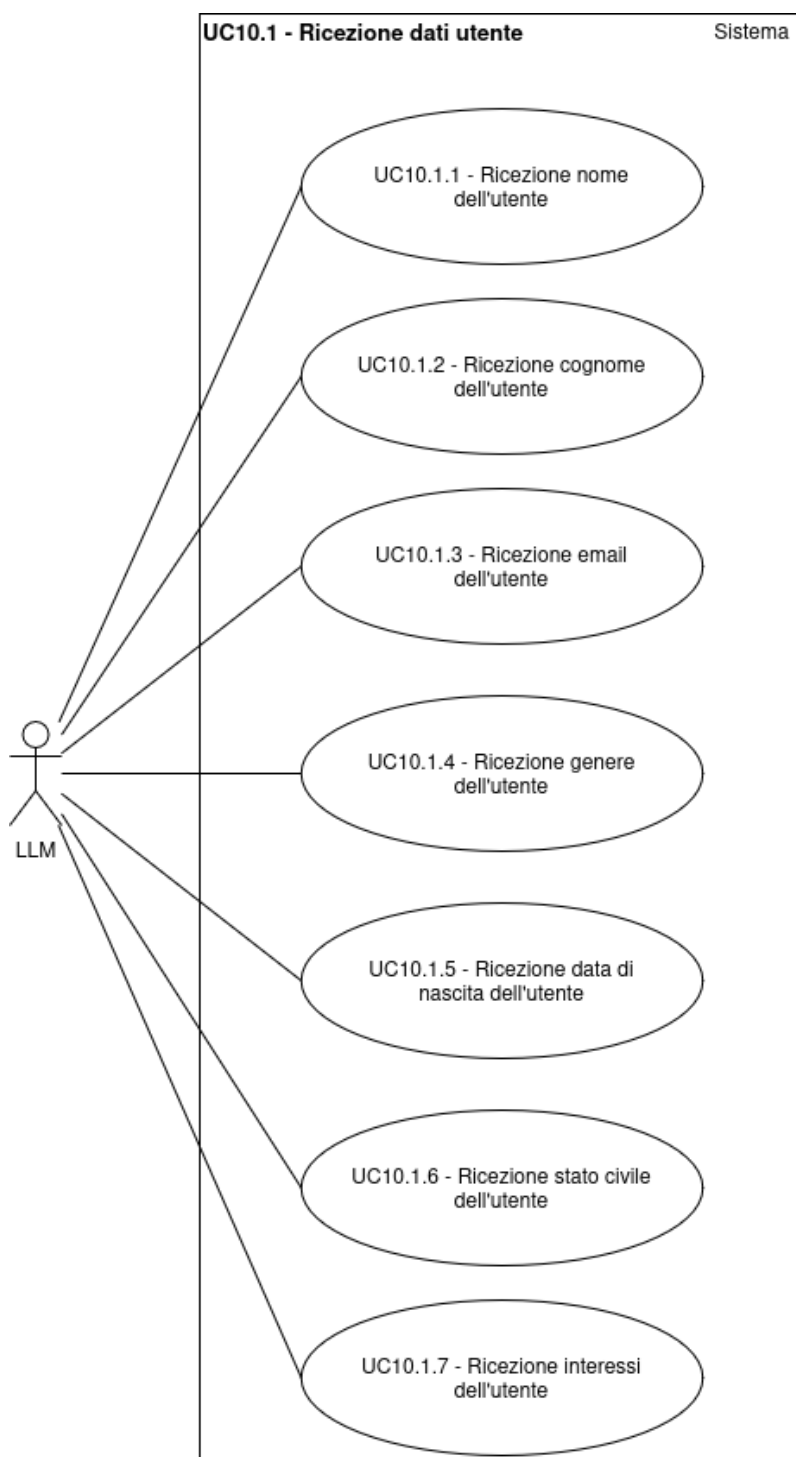 UC10.1 - Ricezione dati utente
Sistema
UC10.1.1 - Ricezione nome
dell'utente
UC10.1.2 - Ricezione cognome
dell'utente
UC10.1.3 - Ricezione email
dell'utente
UC10.1.4 - Ricezione genere
dell'utente
LLM
UC10.1.5 - Ricezione data di
nascita dell'utente
UC10.1.6 - Ricezione stato civile
dell'utente
UC10.1.7 - Ricezione interessi
dell'utente